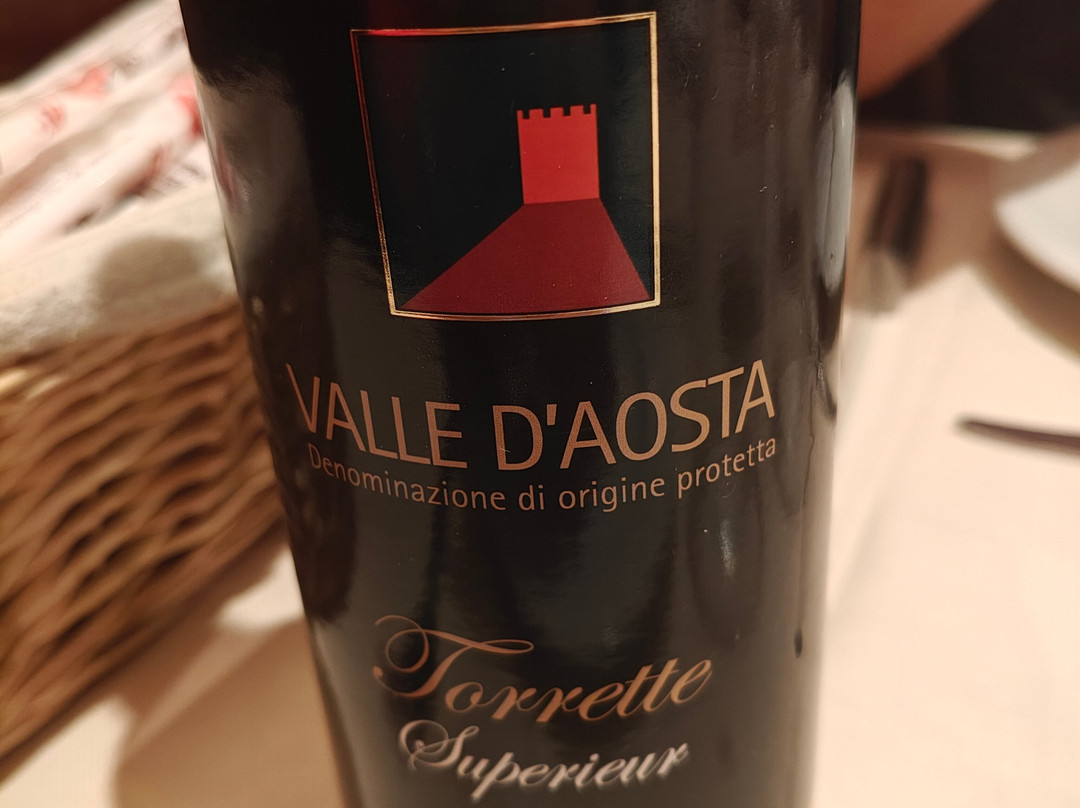 VALLE D'AOSTA
Denominazione di origine protetta
Torrette
Superieur